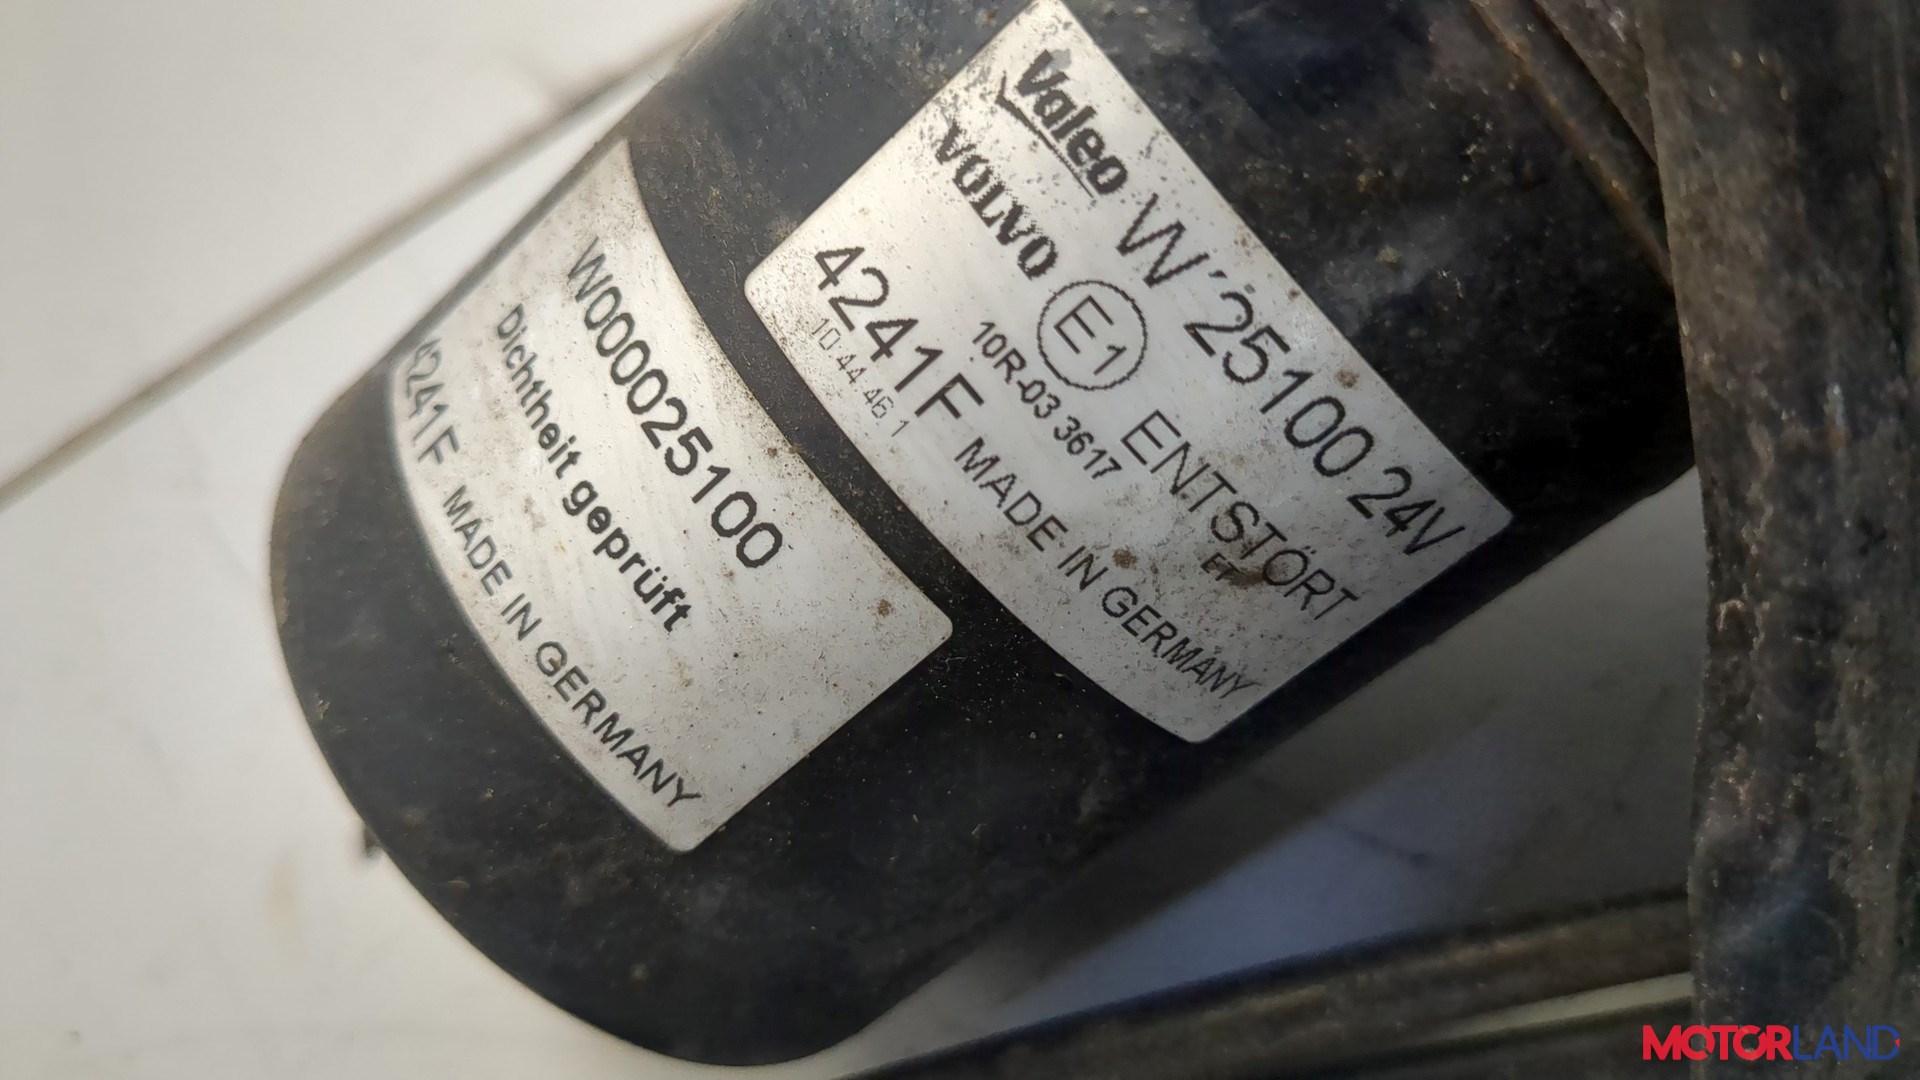 Valeo
VOLVO
W'25100 24V
E1
ENTSTÖRT
10R-03 3617
4241F MADE IN GERMANY
10 44 46 1
W000025100
Dichtheit geprüft
4241F MADE IN GERMANY
MOTORLAND